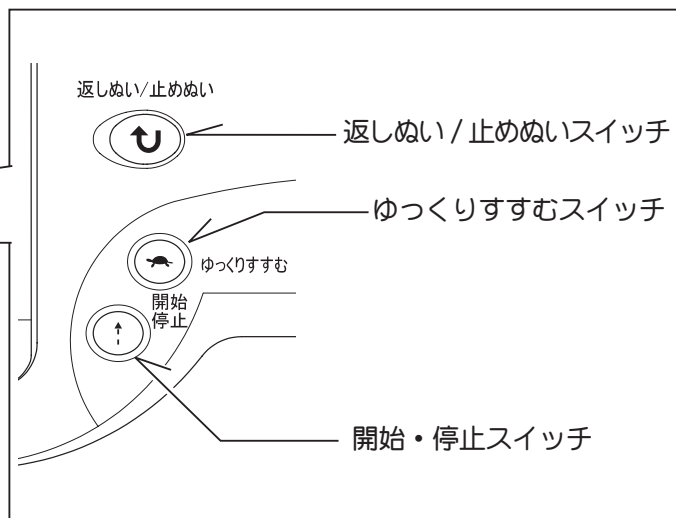 返しぬい/止めぬい
返しぬい / 止めぬいスイッチ
ゆっくりすすむスイッチ
ゆっくりすすむ
開始
停止
開始・停止スイッチ